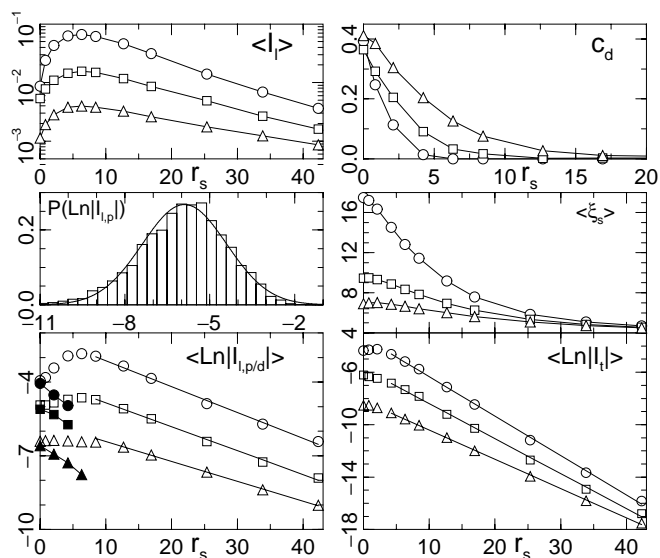 <I_l>
10^-1
10^-2
10^-3
0 10 20 30 40
r_s
c_d
0.4
0.2
0.0
0 5 10 15 20
r_s
P(Ln|I_{l,p}|)
0.2
0.0
−11 −8 −5 −2
<ξ_s>
16
12
8
4
<Ln|I_{l,p/d}|>
−4
−7
−10
0 10 20 30 40
r_s
<Ln|I_t|>
−6
−10
−14
−18
0 10 20 30 40
r_s